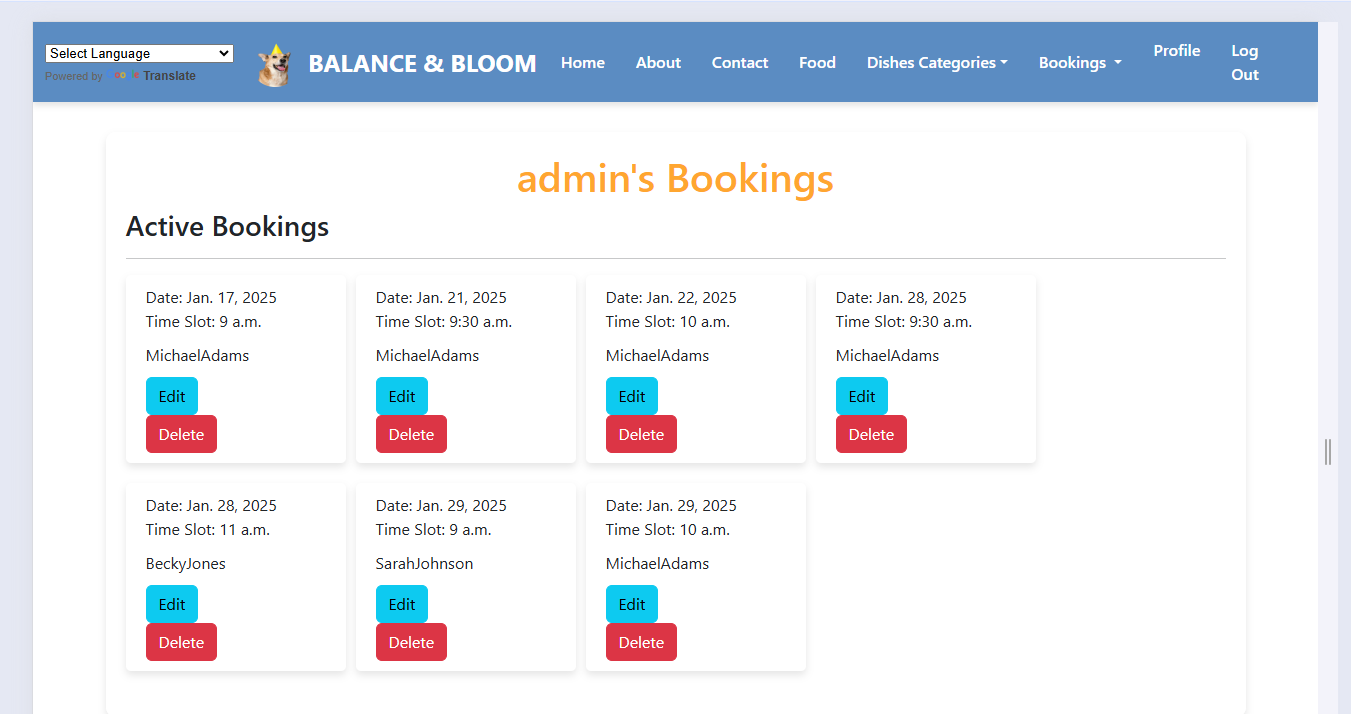 Select Language
Powered by Google Translate
BALANCE & BLOOM
Home
About
Contact
Food
Dishes Categories
Bookings
Profile
Log
Out
admin's Bookings
Active Bookings
Date: Jan. 17, 2025
Time Slot: 9 a.m.
MichaelAdams
Edit
Delete
Date: Jan. 21, 2025
Time Slot: 9:30 a.m.
MichaelAdams
Edit
Delete
Date: Jan. 22, 2025
Time Slot: 10 a.m.
MichaelAdams
Edit
Delete
Date: Jan. 28, 2025
Time Slot: 9:30 a.m.
MichaelAdams
Edit
Delete
Date: Jan. 28, 2025
Time Slot: 11 a.m.
BeckyJones
Edit
Delete
Date: Jan. 29, 2025
Time Slot: 9 a.m.
SarahJohnson
Edit
Delete
Date: Jan. 29, 2025
Time Slot: 10 a.m.
MichaelAdams
Edit
Delete